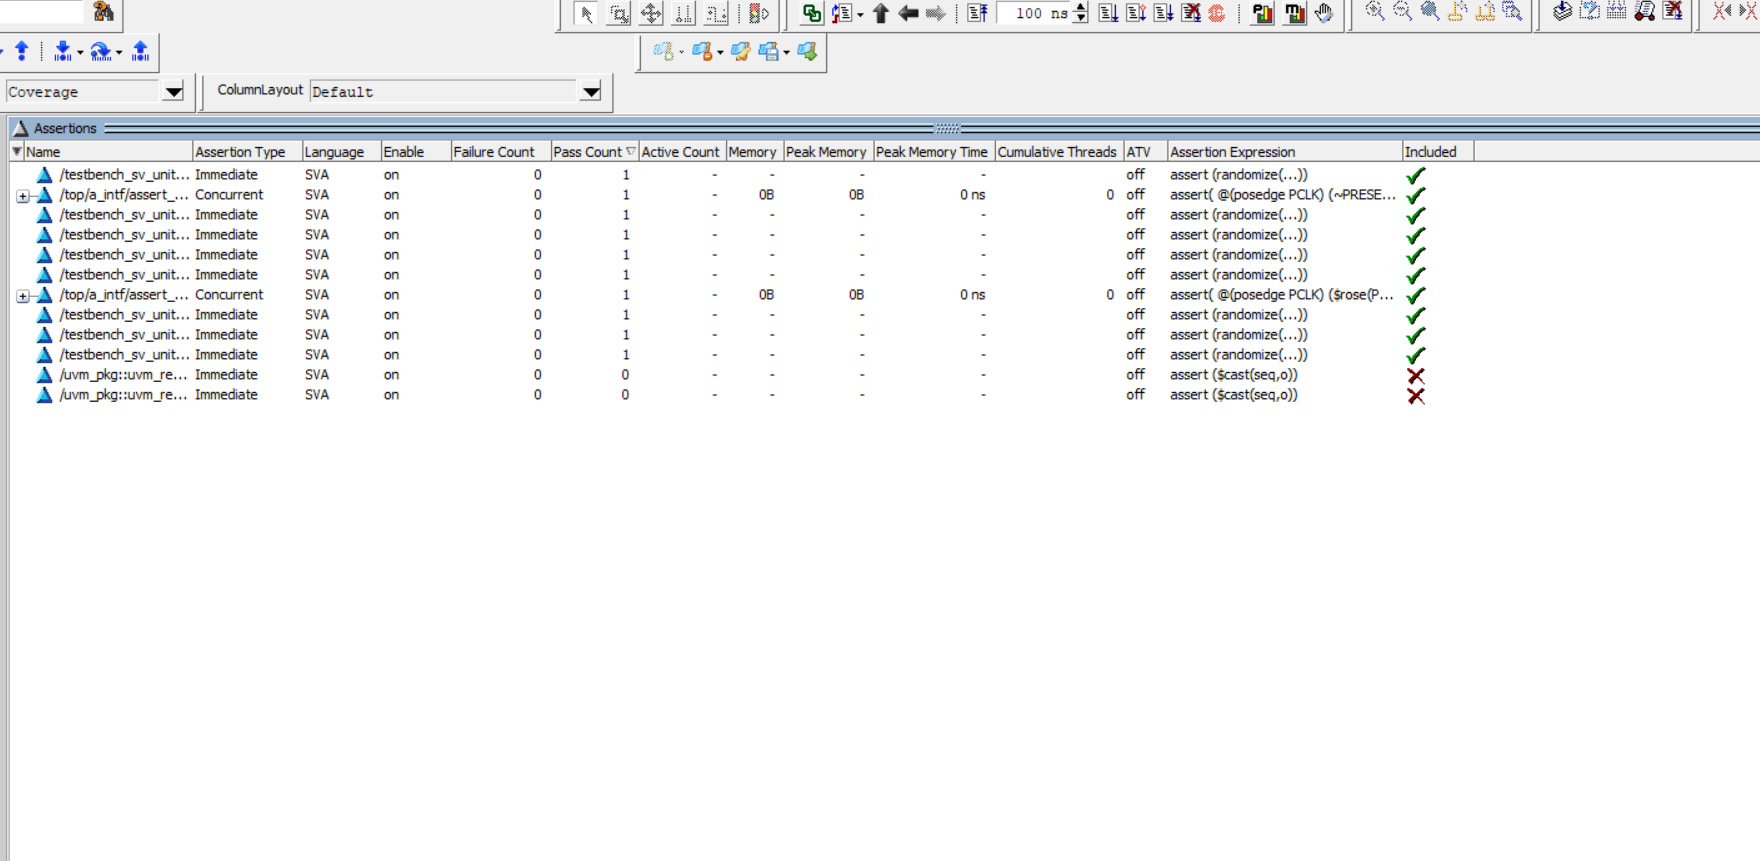 100 ns
Coverage ColumnLayout Default
Assertions
Name Assertion Type Language Enable Failure Count Pass Count Active Count Memory Peak Memory Peak Memory Time Cumulative Threads ATV Assertion Expression Included
/testbench_sv_unit... Immediate SVA on 0 1 - - - - off assert (randomize(...))
/top/a_intf/assert_... Concurrent SVA on 0 1 - 0B 0B 0 ns 0 off assert( @(posedge PCLK) (~PRESE...
/testbench_sv_unit... Immediate SVA on 0 1 - - - - off assert (randomize(...))
/testbench_sv_unit... Immediate SVA on 0 1 - - - - off assert (randomize(...))
/testbench_sv_unit... Immediate SVA on 0 1 - - - - off assert (randomize(...))
/testbench_sv_unit... Immediate SVA on 0 1 - - - - off assert (randomize(...))
/top/a_intf/assert_... Concurrent SVA on 0 1 - 0B 0B 0 ns 0 off assert( @(posedge PCLK) ($rose(P...
/testbench_sv_unit... Immediate SVA on 0 1 - - - - off assert (randomize(...))
/testbench_sv_unit... Immediate SVA on 0 1 - - - - off assert (randomize(...))
/testbench_sv_unit... Immediate SVA on 0 1 - - - - off assert (randomize(...))
/uvm_pkg::uvm_re... Immediate SVA on 0 0 - - - - off assert ($cast(seq,o))
/uvm_pkg::uvm_re... Immediate SVA on 0 0 - - - - off assert ($cast(seq,o))